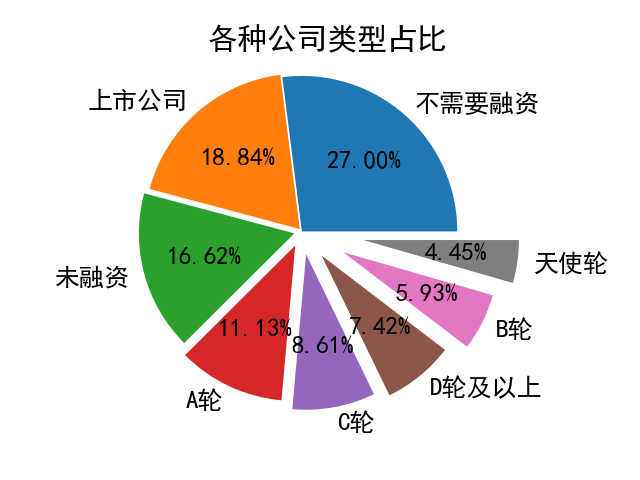 各种公司类型占比
不需要融资
27.00%
上市公司
18.84%
未融资
16.62%
A轮
11.13%
C轮
8.61%
D轮及以上
7.42%
B轮
5.93%
天使轮
4.45%